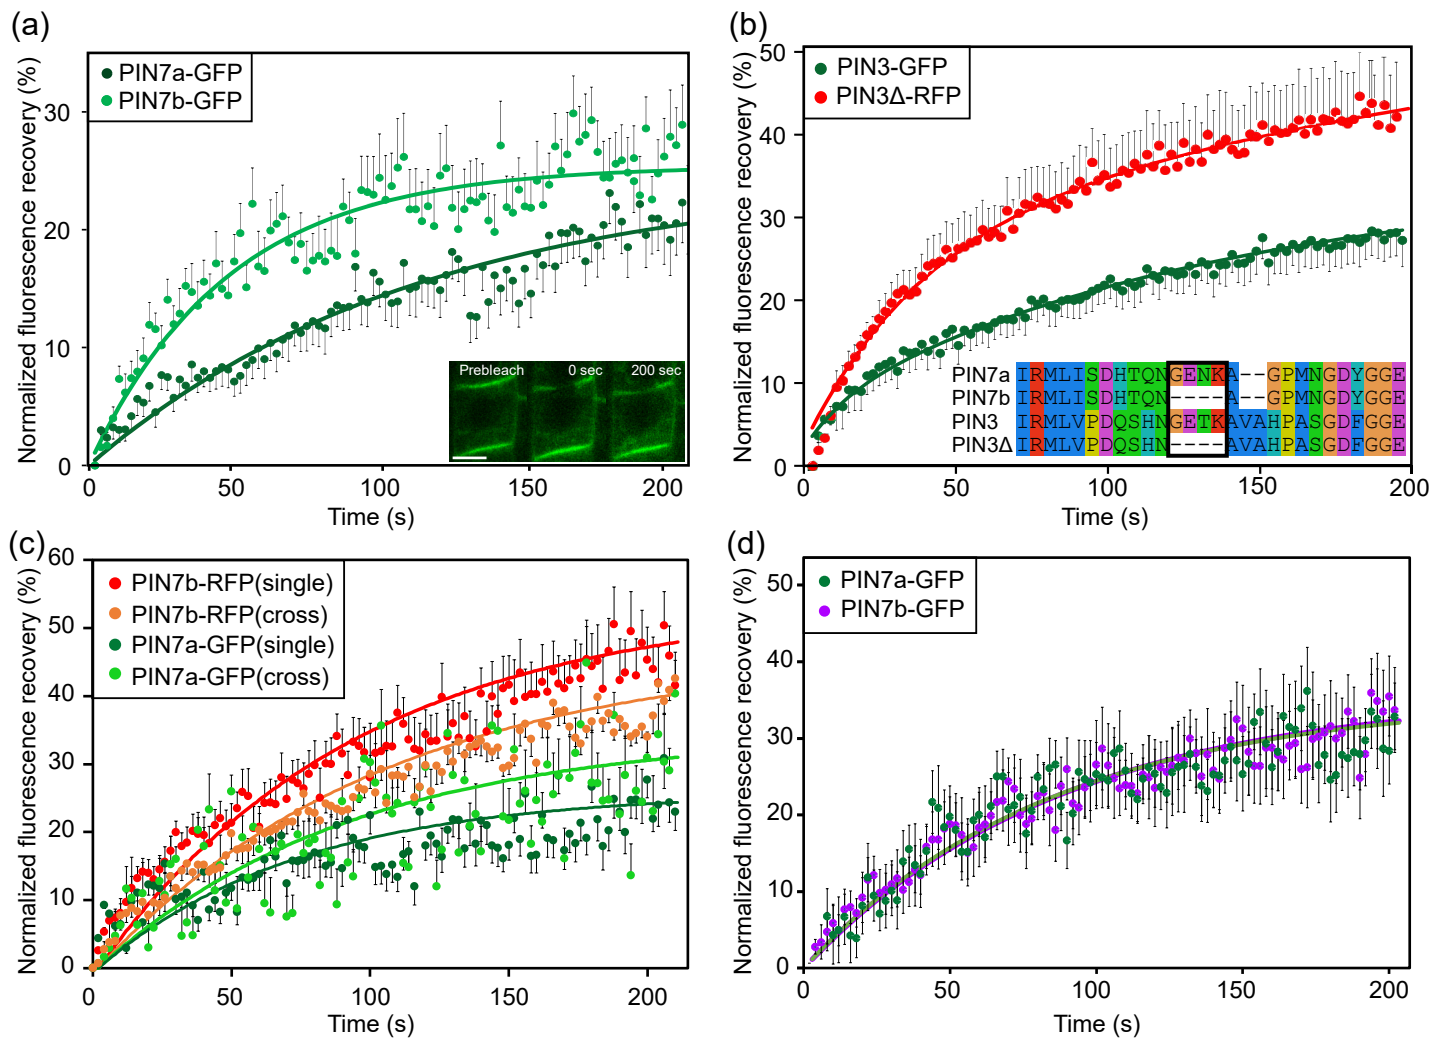 (a)
Normalized fluorescence recovery (%)
30
20
10
0
PIN7a-GFP
PIN7b-GFP
Prebleach 0 sec 200 sec
0 50 100 150 200
Time (s)
(b)
Normalized fluorescence recovery (%)
50
40
30
20
10
0
PIN3-GFP
PIN3Δ-RFP
PIN7a IRMLISDHTQNGENKA--GPMNGDYGGE
PIN7b IRMLISDHTQN----A--GPMNGDYGGE
PIN3 IRMLVPDQSHNGETKAVAHPASGDFGGE
PIN3Δ IRMLVPDQSHN----AVAHPASGDFGGE
0 50 100 150 200
Time (s)
(c)
Normalized fluorescence recovery (%)
60
50
40
30
20
10
0
PIN7b-RFP(single)
PIN7b-RFP(cross)
PIN7a-GFP(single)
PIN7a-GFP(cross)
0 50 100 150 200
Time (s)
(d)
Normalized fluorescence recovery (%)
50
40
30
20
10
0
PIN7a-GFP
PIN7b-GFP
0 50 100 150 200
Time (s)